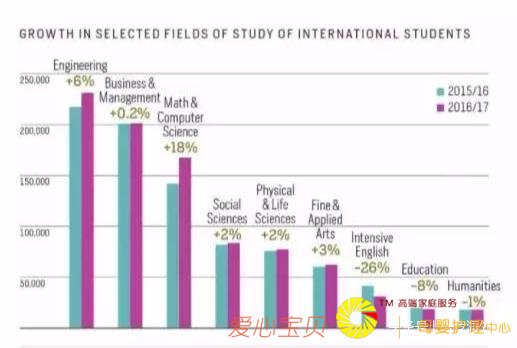 GROWTH IN SELECTED FIELDS OF STUDY OF INTERNATIONAL STUDENTS
250,000
200,000
150,000
100,000
50,000
2015/16
2016/17
Engineering
+6%
Business &
Management
+0.2%
Math &
Computer
Science
+18%
Social
Sciences
+2%
Physical
& Life
Sciences
+2%
Fine &
Applied
Arts
+3%
Intensive
English
-26%
Education
-8%
Humanities
-1%
TM 高端家庭服务
爱心宝贝
母婴护理中心